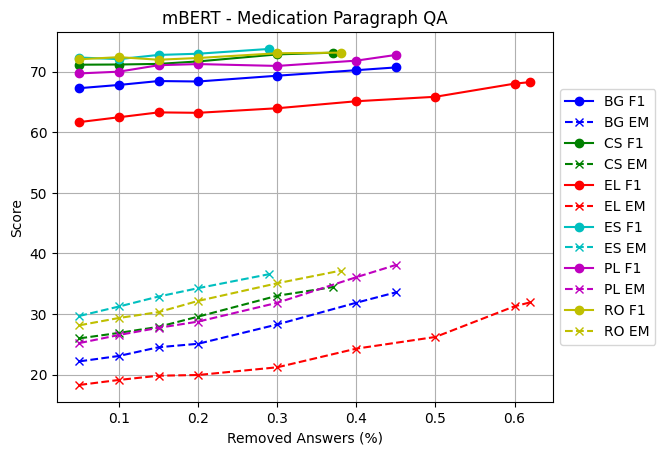 mBERT - Medication Paragraph QA
Score
70
60
50
40
30
20
0.1
0.2
0.3
0.4
0.5
0.6
Removed Answers (%)
BG F1
BG EM
CS F1
CS EM
EL F1
EL EM
ES F1
ES EM
PL F1
PL EM
RO F1
RO EM